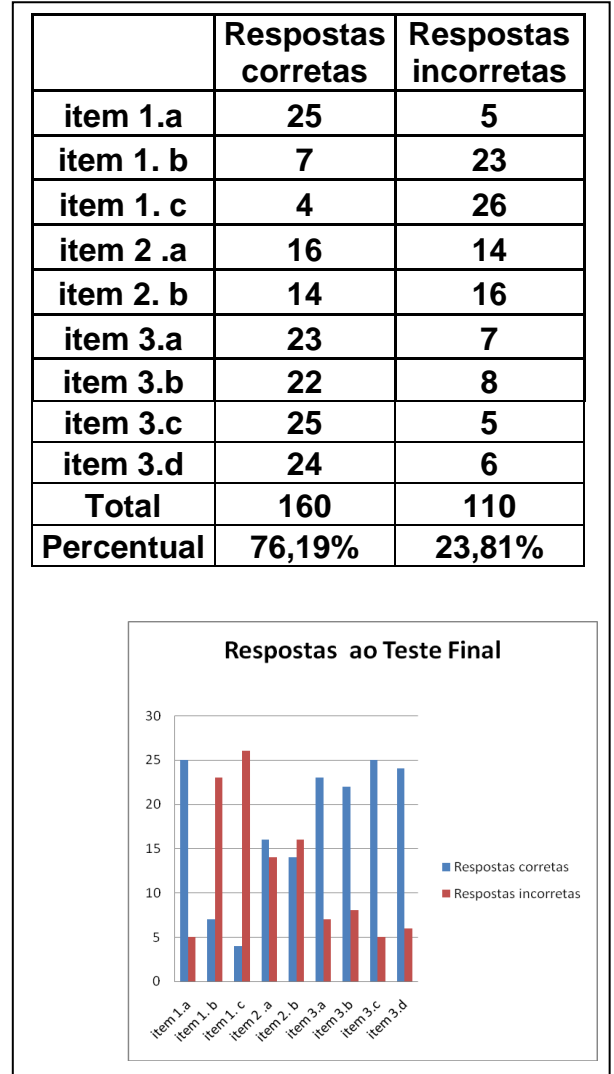 Respostas corretas Respostas incorretas
item 1.a 25 5
item 1. b 7 23
item 1. c 4 26
item 2 .a 16 14
item 2. b 14 16
item 3.a 23 7
item 3.b 22 8
item 3.c 25 5
item 3.d 24 6
Total 160 110
Percentual 76,19% 23,81%
Respostas ao Teste Final
30
25
20
15
10
5
0
item 1.a item 1. b item 1. c item 2 .a item 2. b item 3.a item 3.b item 3.c item 3.d
Respostas corretas
Respostas incorretas